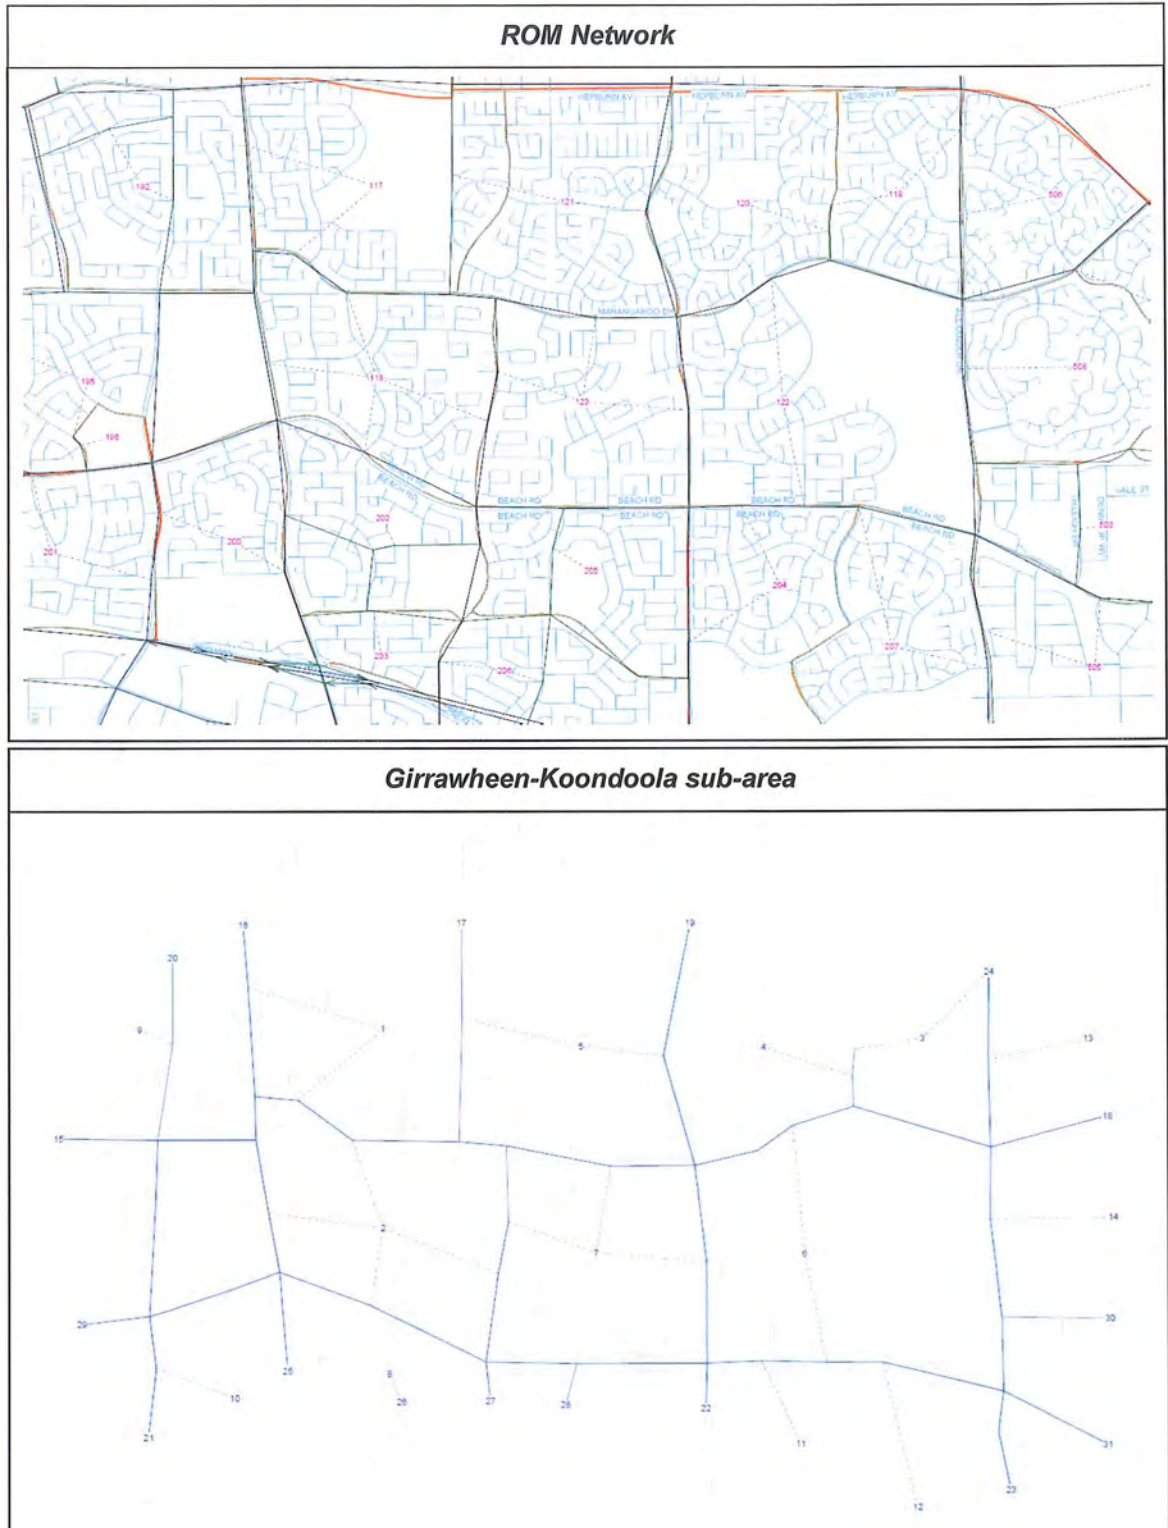 ROM Network
HEPBURN AV HEPBURN AV HEPBURN AV
192 117 121 120 119 506
MARANGAROO DR
195 118 123 122 508
196
BEACH RD BEACH RD BEACH RD BEACH RD
BEACH RD BEACH RD BEACH RD BEACH RD BEACH RD
VALE ST
201 200 202 205 204 503
203 206 207 505
Girrawheen-Koondoola sub-area
16 17 19
20 24
9 1 5 4 3 13
15 18
2 7 6 14
29 30
25 8 26 27 28 22
10 21 11 31
23
12